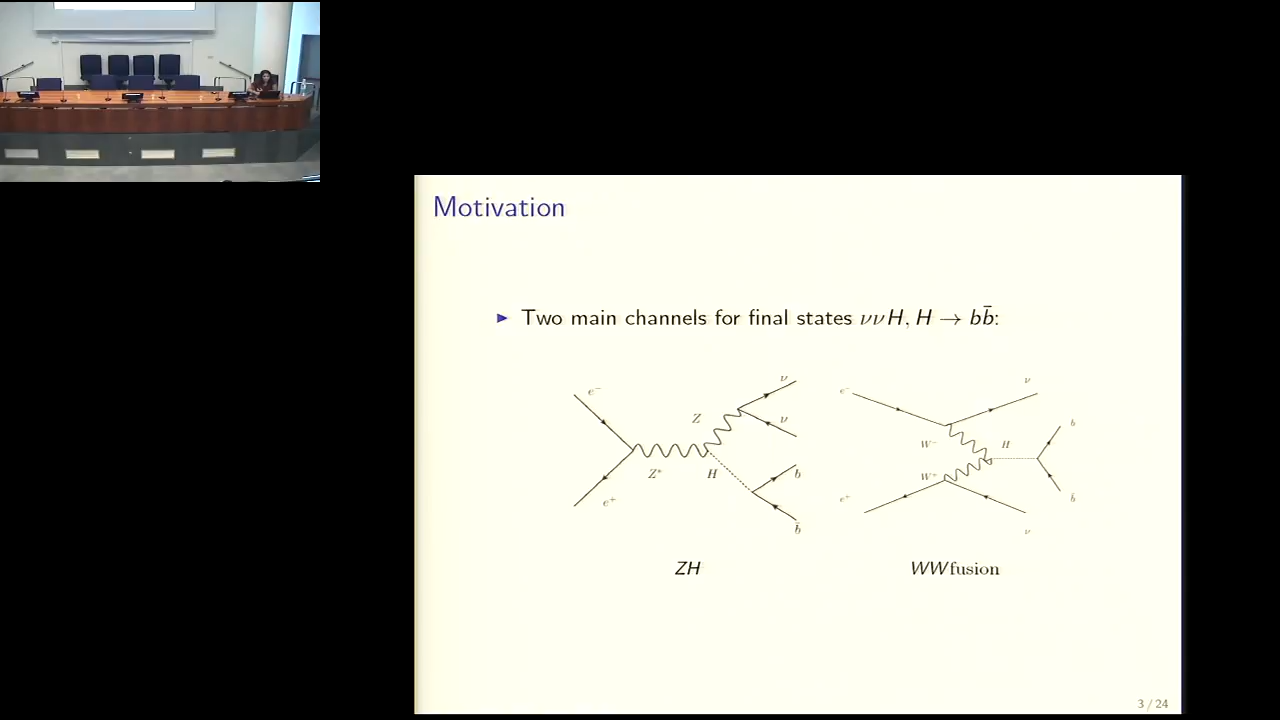 Motivation
▶ Two main channels for final states ννH, H → bb̄:
e⁻
ν
Z
ν
Z*
H
b
e⁺
b̄
ZH
e⁻
ν
b
W⁻
H
W⁺
e⁺
b̄
ν
WWfusion
3 / 24